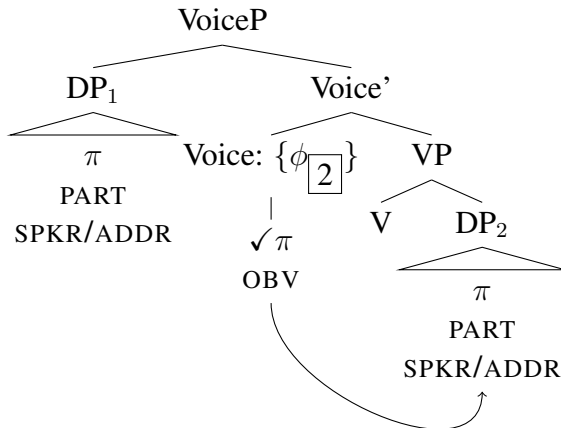 VoiceP
DP₁ Voice'
π Voice: {ϕ 2} VP
PART
SPKR/ADDR ✓π V DP₂
OBV π
PART
SPKR/ADDR